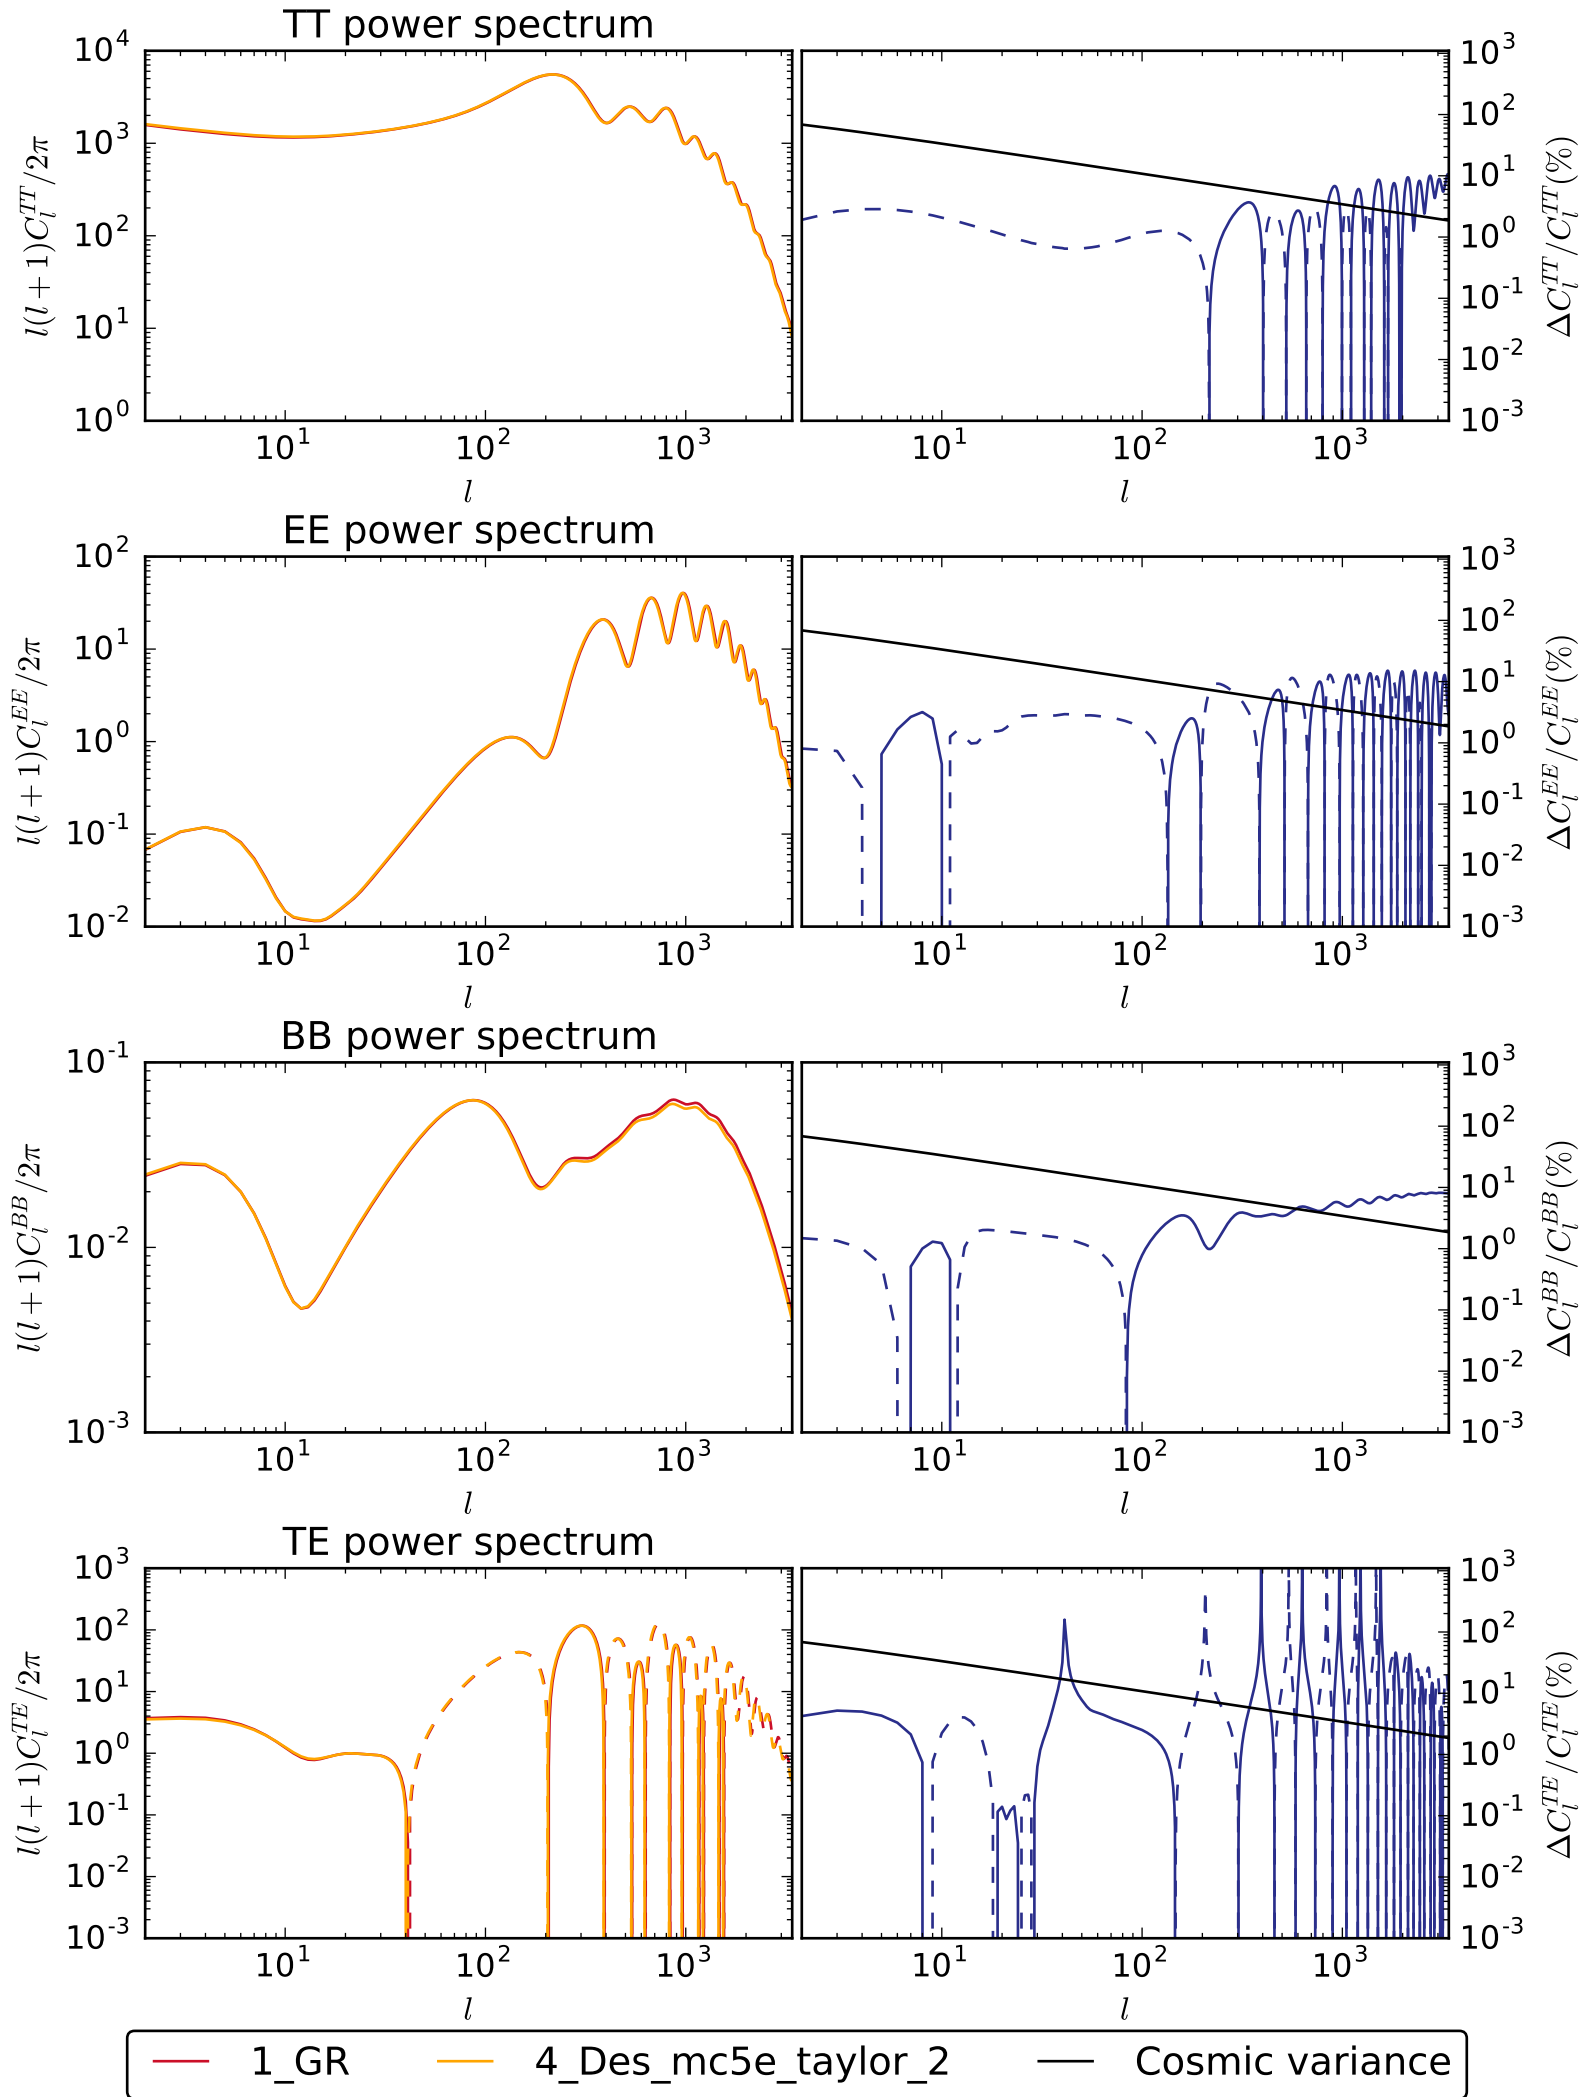 TT power spectrum
l(l+1)C_l^{TT}/2π
10^4
10^3
10^2
10^1
10^0
10^1 10^2 10^3
l
10^1 10^2 10^3
l
10^3
10^2
10^1
10^0
10^-1
10^-2
10^-3
ΔC_l^{TT}/C_l^{TT}(%)
EE power spectrum
l(l+1)C_l^{EE}/2π
10^2
10^1
10^0
10^-1
10^-2
10^1 10^2 10^3
l
10^1 10^2 10^3
l
10^3
10^2
10^1
10^0
10^-1
10^-2
10^-3
ΔC_l^{EE}/C_l^{EE}(%)
BB power spectrum
l(l+1)C_l^{BB}/2π
10^-1
10^-2
10^-3
10^1 10^2 10^3
l
10^1 10^2 10^3
l
10^3
10^2
10^1
10^0
10^-1
10^-2
10^-3
ΔC_l^{BB}/C_l^{BB}(%)
TE power spectrum
l(l+1)C_l^{TE}/2π
10^3
10^2
10^1
10^0
10^-1
10^-2
10^-3
10^1 10^2 10^3
l
10^1 10^2 10^3
l
10^3
10^2
10^1
10^0
10^-1
10^-2
10^-3
ΔC_l^{TE}/C_l^{TE}(%)
1_GR 4_Des_mc5e_taylor_2 Cosmic variance